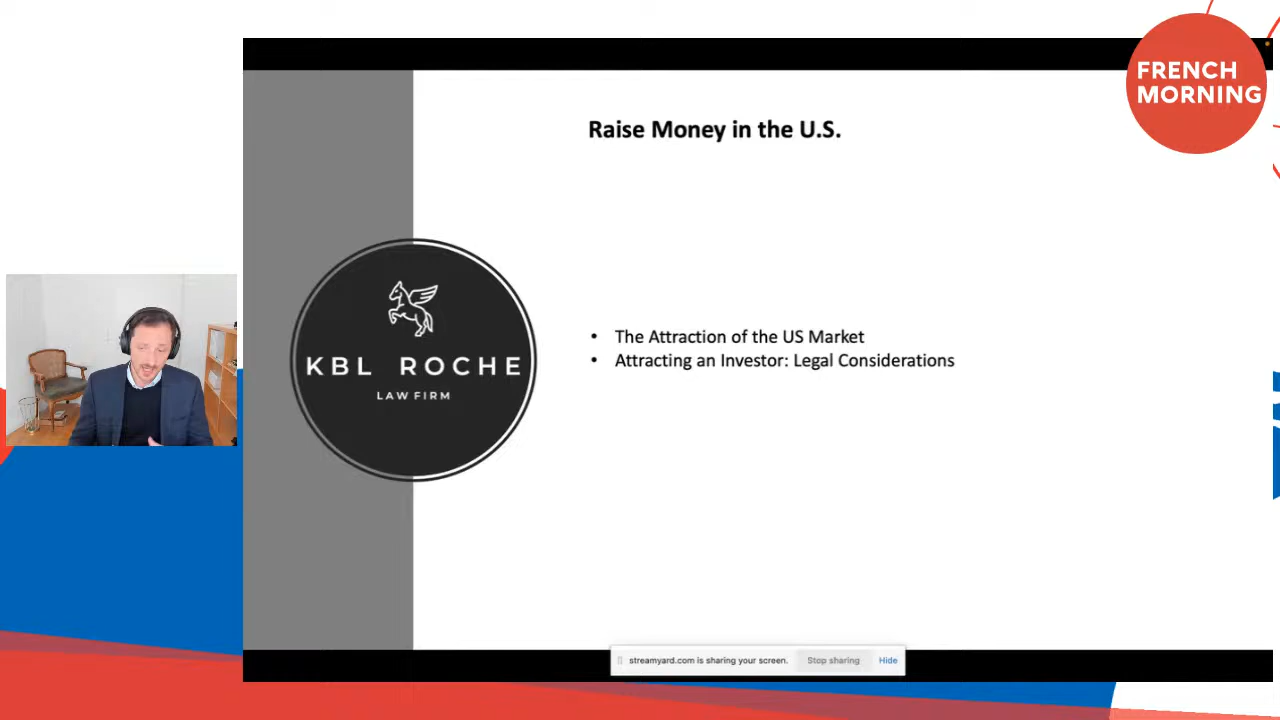 FRENCH
MORNING
Raise Money in the U.S.
KBL ROCHE
LAW FIRM
• The Attraction of the US Market
• Attracting an Investor: Legal Considerations
streamyard.com is sharing your screen. Stop sharing Hide